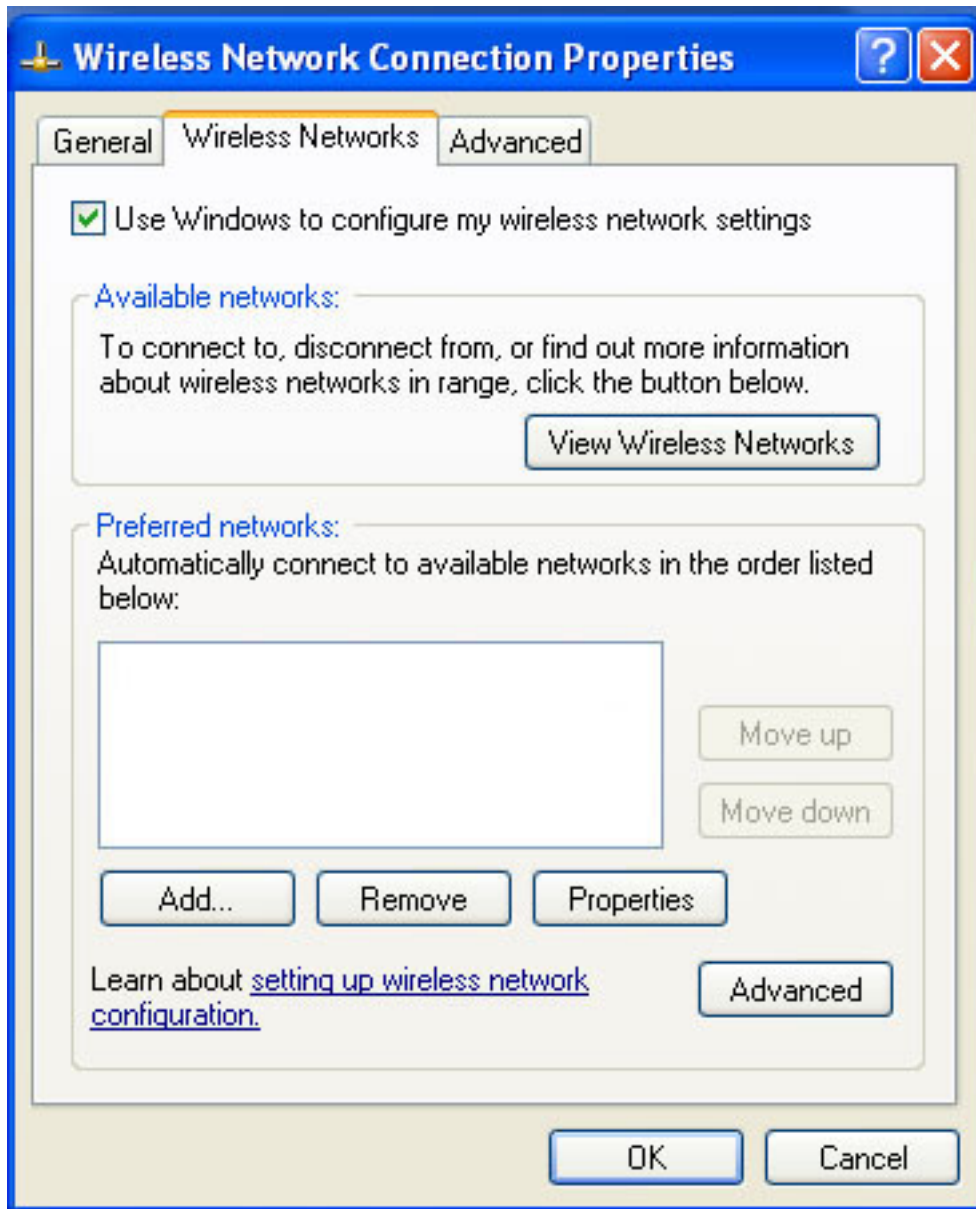 Wireless Network Connection Properties
?
General
Wireless Networks
Advanced
Use Windows to configure my wireless network settings
Available networks:
To connect to, disconnect from, or find out more information
about wireless networks in range, click the button below.
View Wireless Networks
Preferred networks:
Automatically connect to available networks in the order listed
below:
Move up
Move down
Add...
Remove
Properties
Learn about setting up wireless network
configuration.
Advanced
OK
Cancel